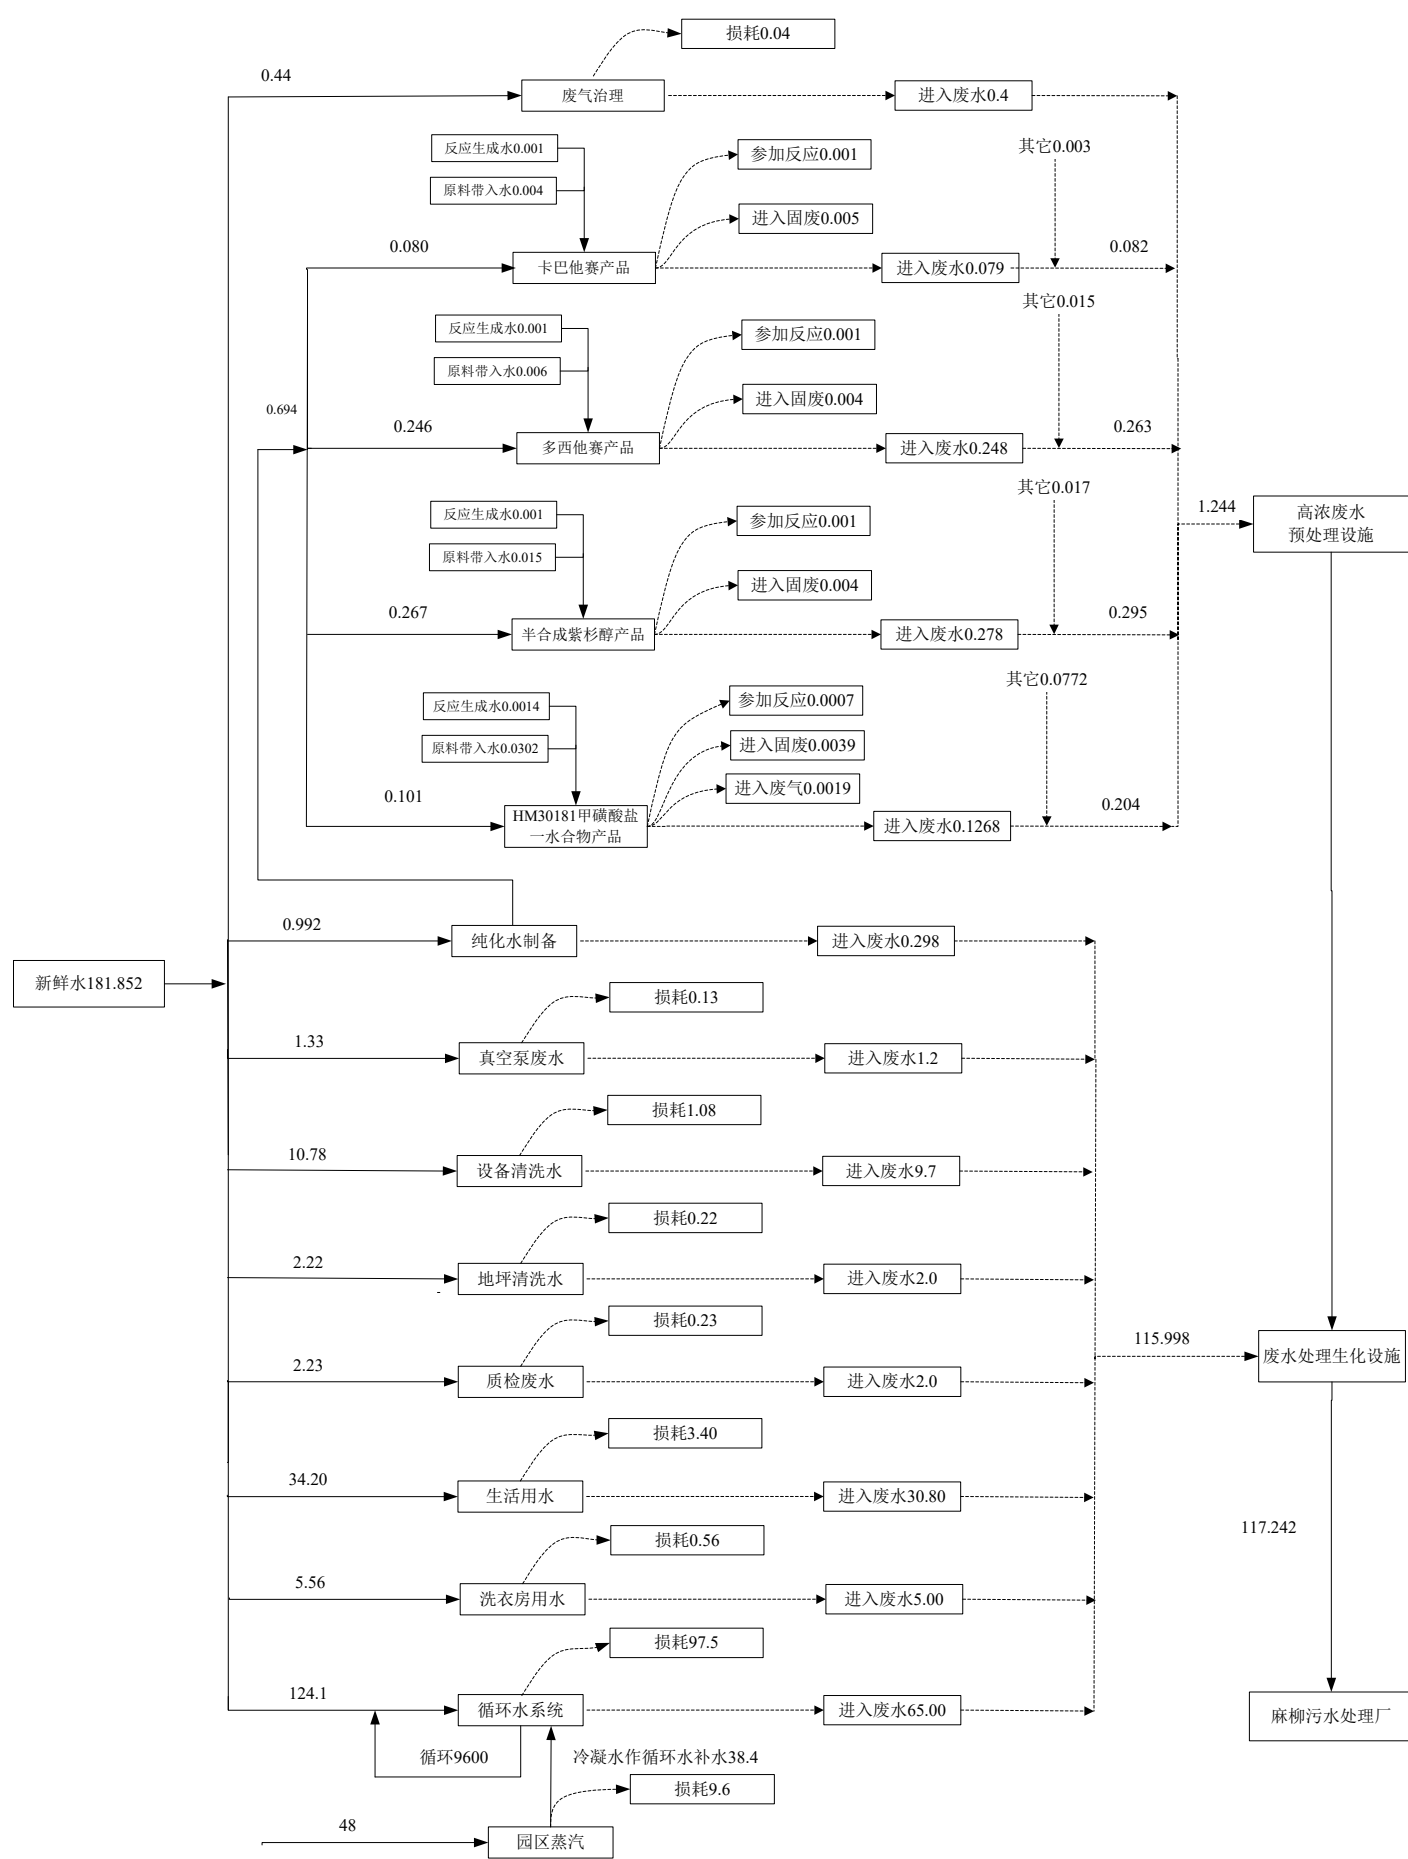 损耗0.04
0.44
废气治理
进入废水0.4
反应生成水0.001
原料带入水0.004
参加反应0.001
进入固废0.005
其它0.003
0.080
卡巴他赛产品
进入废水0.079
0.082
反应生成水0.001
原料带入水0.006
参加反应0.001
进入固废0.004
其它0.015
0.694
0.246
多西他赛产品
进入废水0.248
0.263
反应生成水0.001
原料带入水0.015
参加反应0.001
进入固废0.004
其它0.017
0.267
半合成紫杉醇产品
进入废水0.278
0.295
1.244
高浓废水
预处理设施
反应生成水0.0014
原料带入水0.0302
参加反应0.0007
进入固废0.0039
进入废气0.0019
其它0.0772
0.101
HM30181甲磺酸盐
一水合物产品
进入废水0.1268
0.204
新鲜水181.852
0.992
纯化水制备
进入废水0.298
损耗0.13
1.33
真空泵废水
进入废水1.2
损耗1.08
10.78
设备清洗水
进入废水9.7
损耗0.22
2.22
地坪清洗水
进入废水2.0
损耗0.23
2.23
质检废水
进入废水2.0
115.998
废水处理生化设施
损耗3.40
34.20
生活用水
进入废水30.80
损耗0.56
5.56
洗衣房用水
进入废水5.00
117.242
损耗97.5
124.1
循环水系统
进入废水65.00
麻柳污水处理厂
循环9600
冷凝水作循环水补水38.4
损耗9.6
48
园区蒸汽